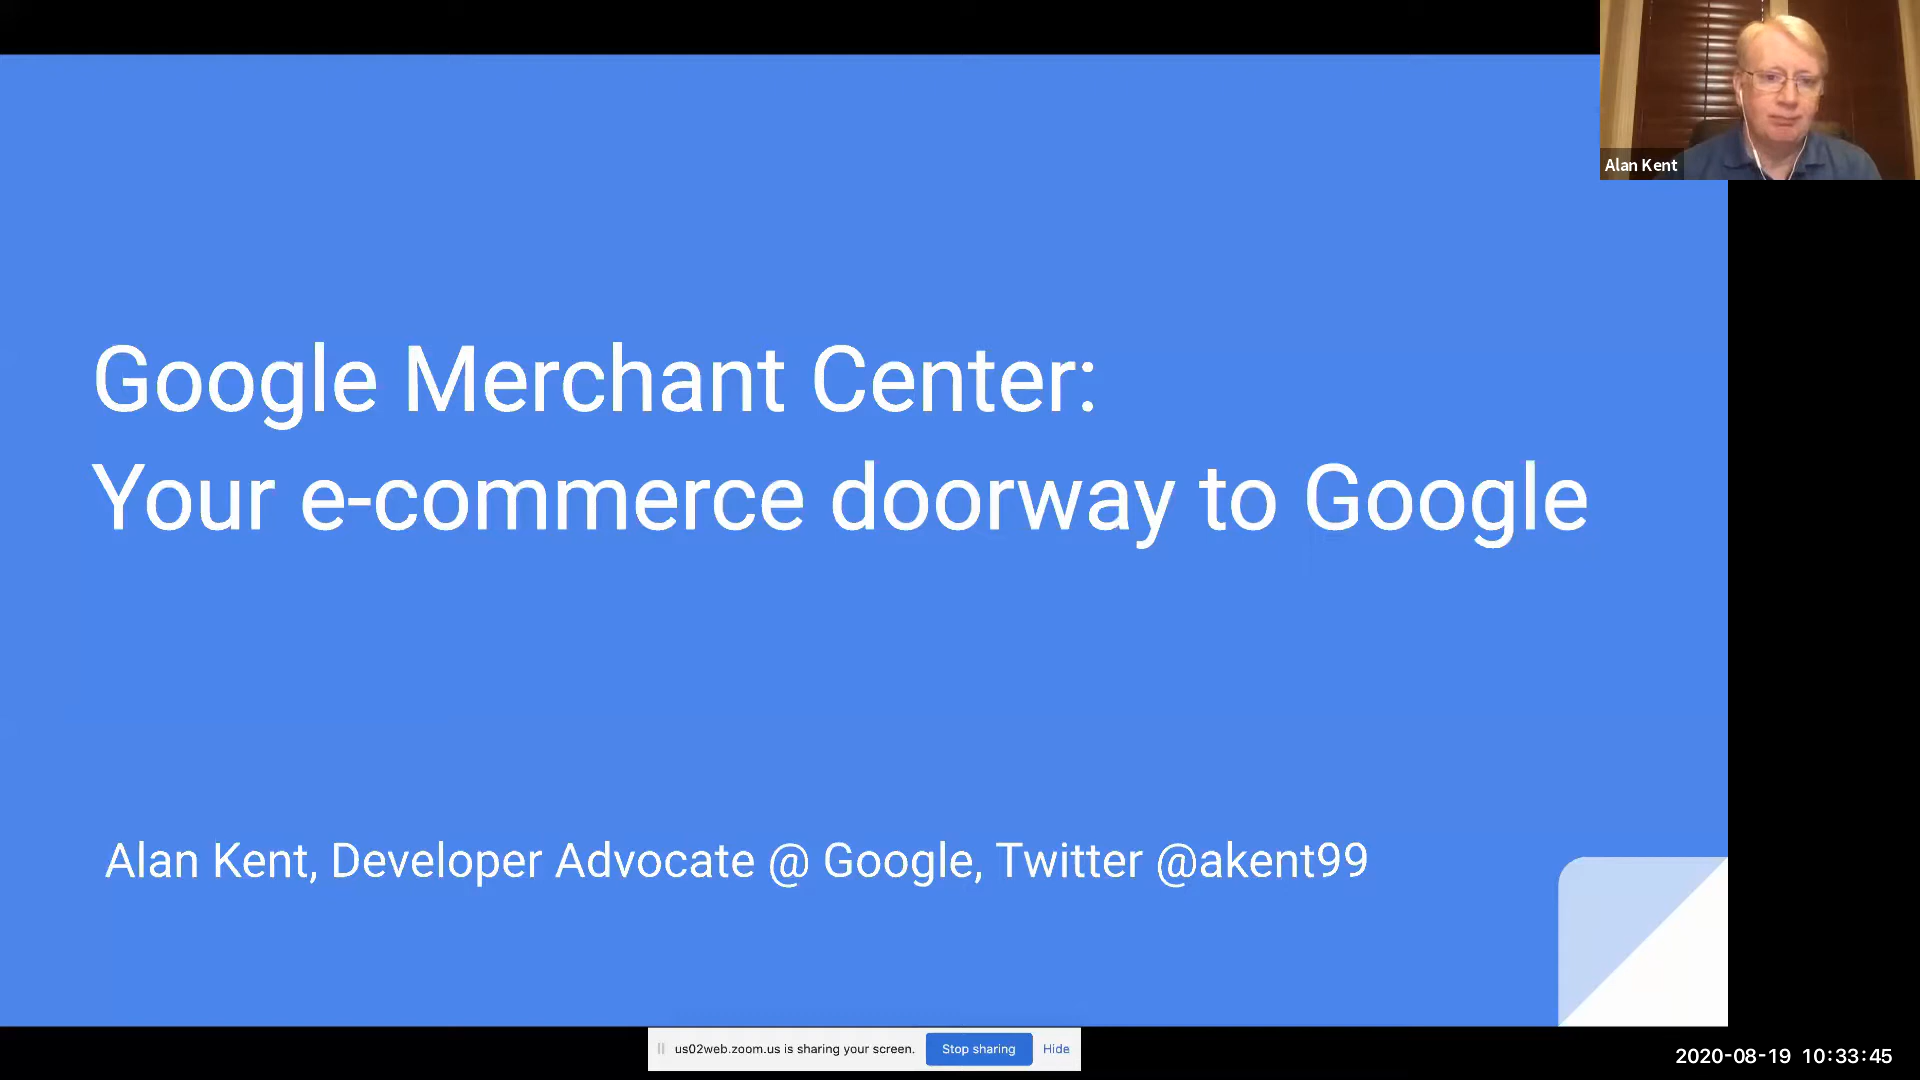 Alan Kent
Google Merchant Center:
Your e-commerce doorway to Google
Alan Kent, Developer Advocate @ Google, Twitter @akent99
us02web.zoom.us is sharing your screen.
Stop sharing
Hide
2020-08-19 10:33:45